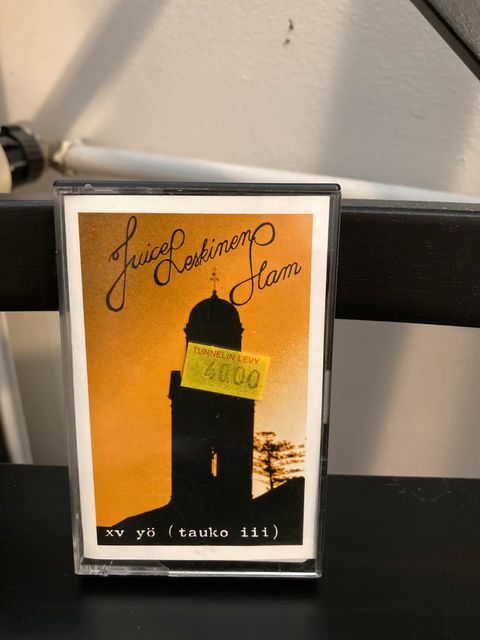 Juice Leskinen Slam
TUNNELIN LEVY
40.00
xv yö (tauko iii)